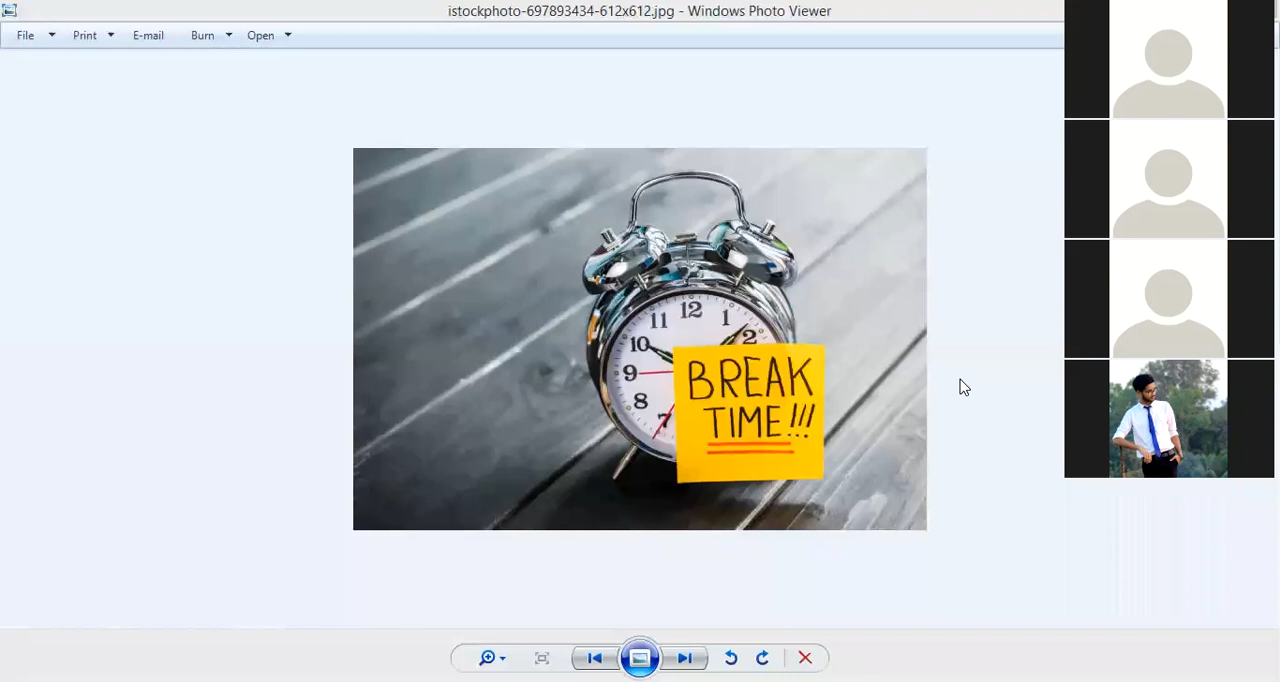 istockphoto-697893434-612x612.jpg - Windows Photo Viewer
File Print E-mail Burn Open
12
11 1
10 2
9
8
7
BREAK
TIME!!!